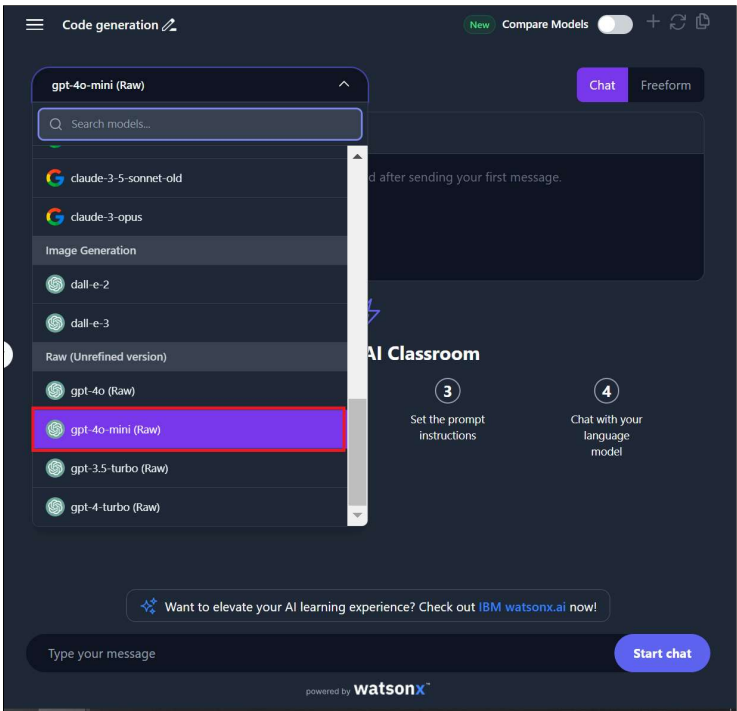 Code generation
New Compare Models
gpt-4o-mini (Raw)
Chat Freeform
Search models...
claude-3-5-sonnet-old
d after sending your first message.
claude-3-opus
Image Generation
dall-e-2
dall-e-3
Raw (Unrefined version)
AI Classroom
gpt-4o (Raw)
3 4
gpt-4o-mini (Raw)
Set the prompt
instructions
Chat with your
language
model
gpt-3.5-turbo (Raw)
gpt-4-turbo (Raw)
Want to elevate your AI learning experience? Check out IBM watsonx.ai now!
Type your message
Start chat
powered by watsonx™